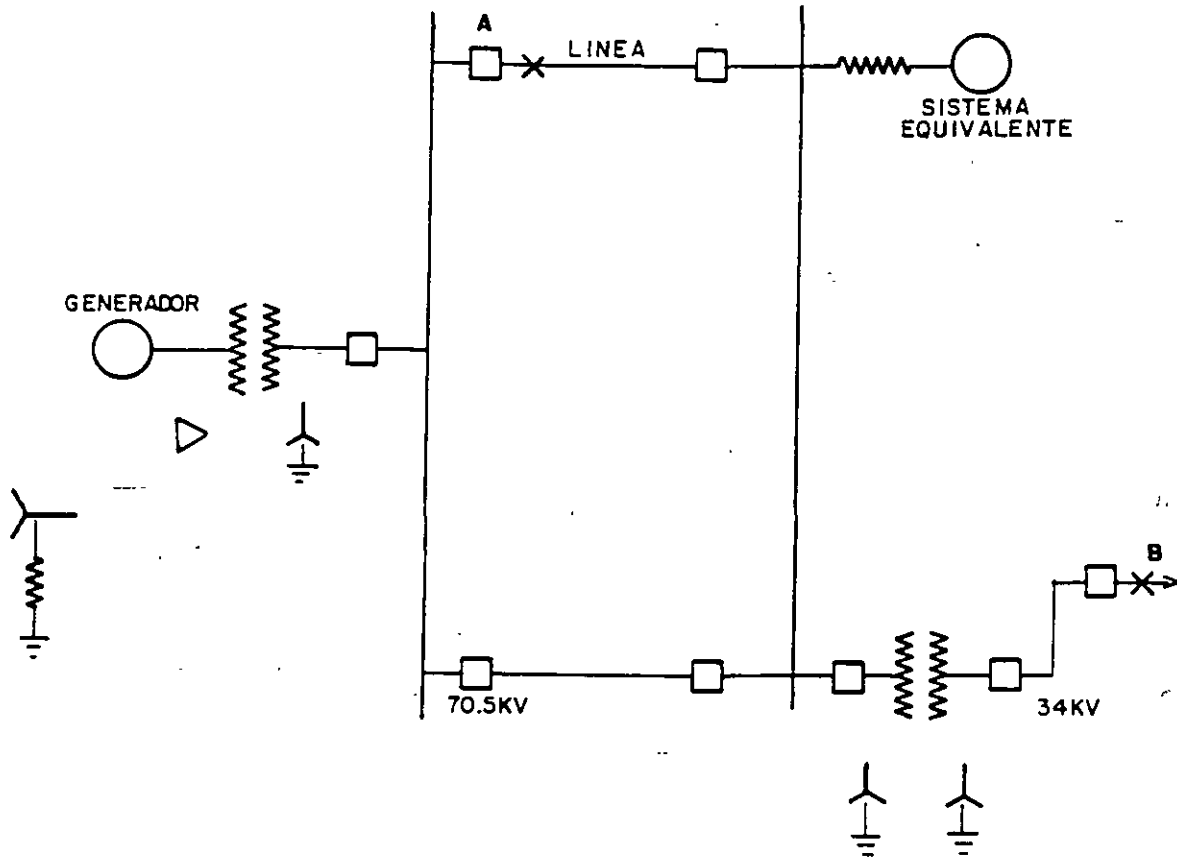 A
LINEA
SISTEMA
EQUIVALENTE
GENERADOR
B
70.5KV
34KV